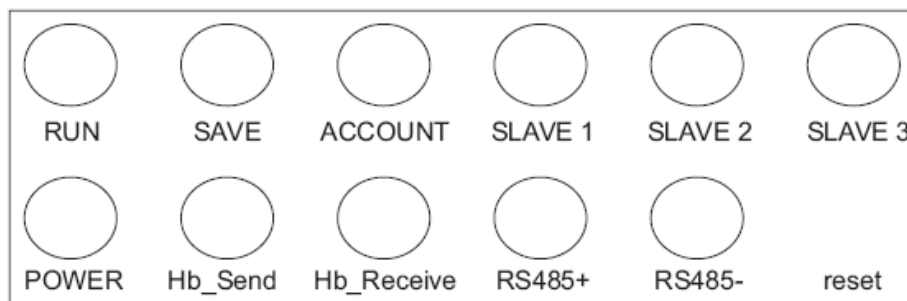 RUN SAVE ACCOUNT SLAVE 1 SLAVE 2 SLAVE 3
POWER Hb_Send Hb_Receive RS485+ RS485- reset